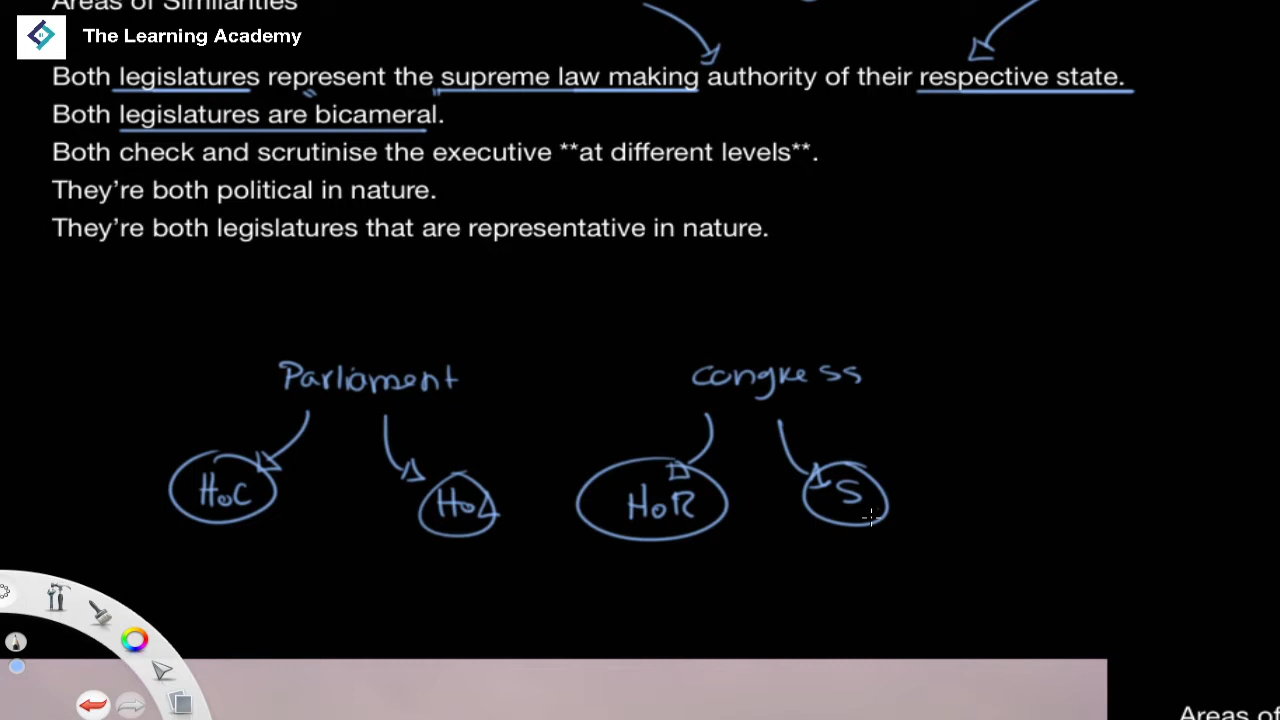 Areas of Similarities
The Learning Academy
Both legislatures represent the supreme law making authority of their respective state.
Both legislatures are bicameral.
Both check and scrutinise the executive **at different levels**.
They're both political in nature.
They're both legislatures that are representative in nature.
Parliament
Congress
HoC
HoL
HoR
S
Areas of